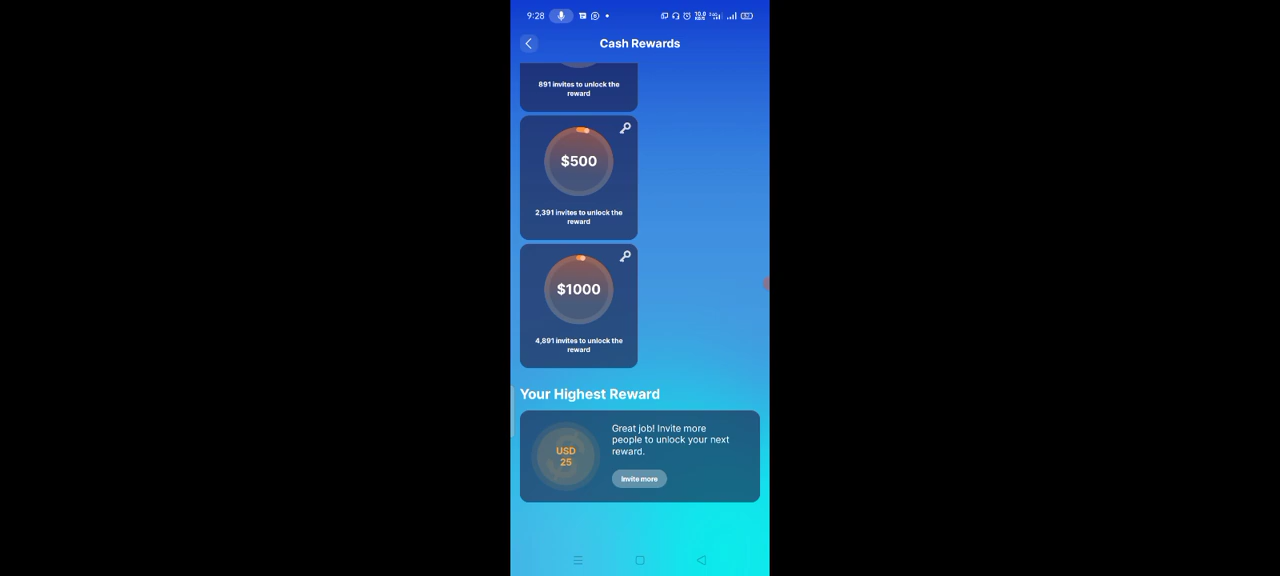 9:28
Cash Rewards
891 invites to unlock the
reward
$500
2,391 invites to unlock the
reward
$1000
4,891 invites to unlock the
reward
Your Highest Reward
USD
25
Great job! Invite more
people to unlock your next
reward.
Invite more